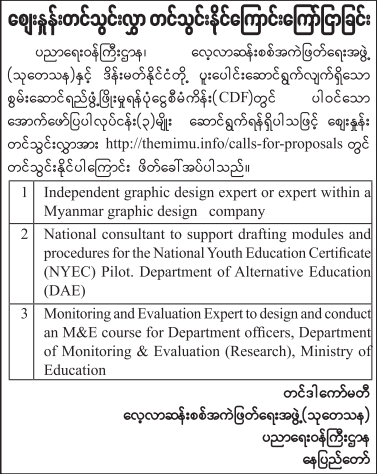 ဈေးနှုန်းတင်သွင်းလွှာ တင်သွင်းနိုင်ကြောင်းကြော်ငြာခြင်း
ပညာရေးဝန်ကြီးဌာန၊ လေ့လာဆန်းစစ်အကဲဖြတ်ရေးအဖွဲ့
(သုတေသန)နှင့် ဒိန်းမတ်နိုင်ငံတို့ ပူးပေါင်းဆောင်ရွက်လျက်ရှိသော
စွမ်းဆောင်ရည်ဖွံ့ဖြိုးမှုရန်ပုံငွေစီမံကိန်း(CDF)တွင် ပါဝင်သော
အောက်ဖော်ပြပါလုပ်ငန်း(၃)မျိုး ဆောင်ရွက်ရန်ရှိပါသဖြင့် ဈေးနှုန်း
တင်သွင်းလွှာအား http://themimu.info/calls-for-proposals တွင်
တင်သွင်းနိုင်ပါကြောင်း ဖိတ်ခေါ်အပ်ပါသည်။
1 Independent graphic design expert or expert within a
Myanmar graphic design company
2 National consultant to support drafting modules and
procedures for the National Youth Education Certificate
(NYEC) Pilot. Department of Alternative Education
(DAE)
3 Monitoring and Evaluation Expert to design and conduct
an M&E course for Department officers, Department
of Monitoring & Evaluation (Research), Ministry of
Education
တင်ဒါကော်မတီ
လေ့လာဆန်းစစ်အကဲဖြတ်ရေးအဖွဲ့(သုတေသန)
ပညာရေးဝန်ကြီးဌာန
နေပြည်တော်